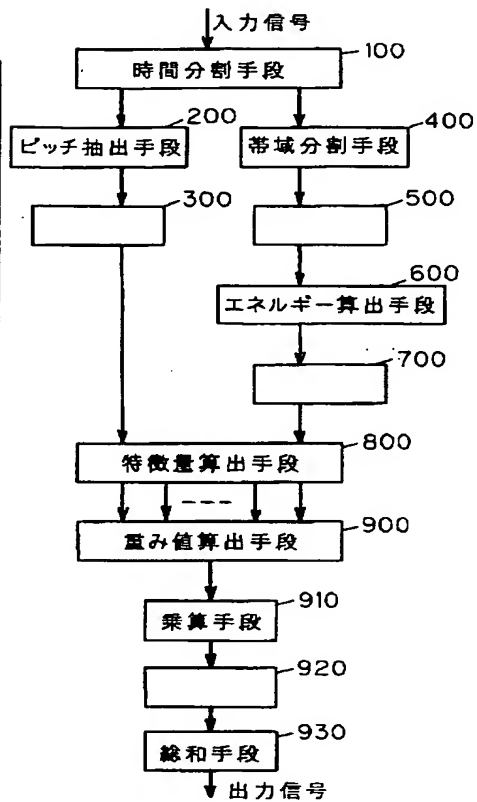 入力信号
100
時間分割手段
200
400
ピッチ抽出手段
帯域分割手段
300
500
600
エネルギー算出手段
700
800
特徴量算出手段
900
重み値算出手段
910
乗算手段
920
930
総和手段
出力信号